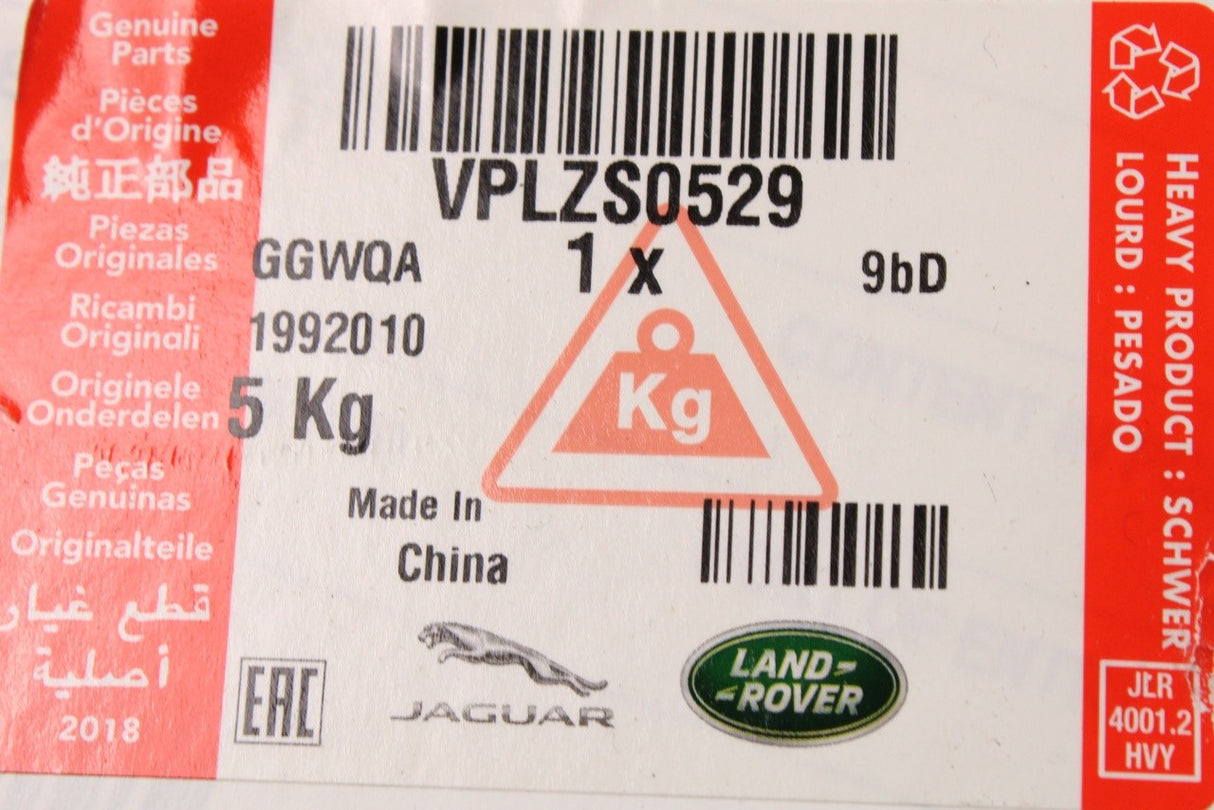 Genuine
Parts
Pièces
d'Origine
純正部品
Piezas
Originales
Ricambi
Originali
Originele
Onderdelen
Peças
Genuinas
Originalteile
قطع غيار
أصلية
2018
VPLZS0529
GGWQA
1 x
9bD
1992010
5 Kg
Kg
Made In
China
EAC
JAGUAR
LAND-
-ROVER
HEAVY PRODUCT : SCHWER
LOURD : PESADO
JLR
4001.2
HVY